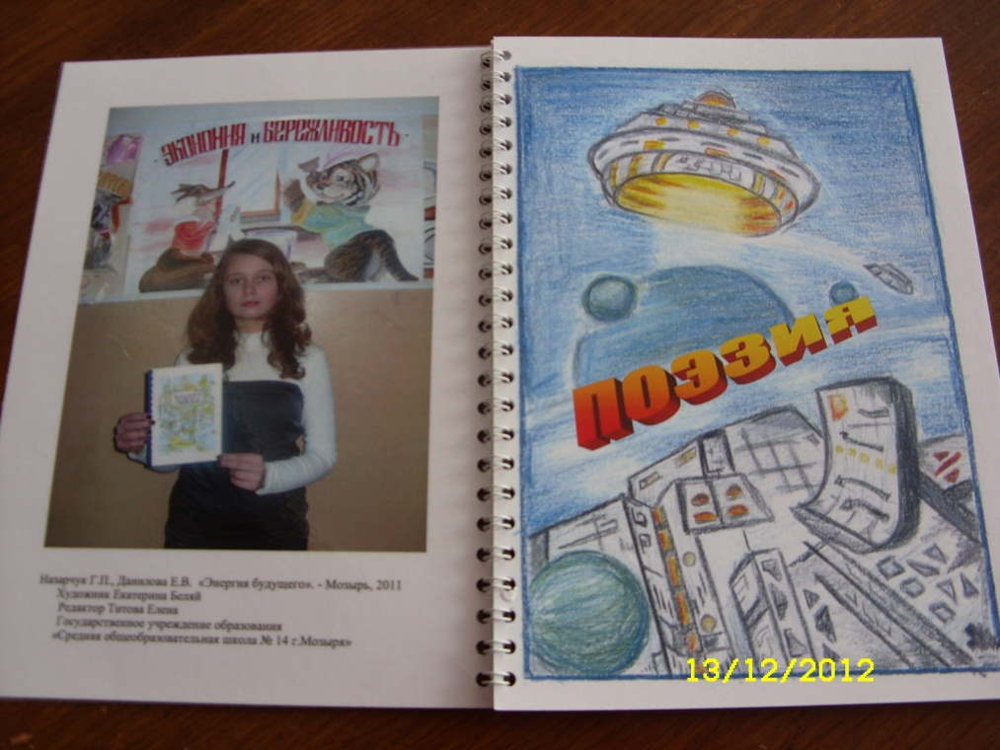 ЭКОНОМИЯ и БЕРЕЖЛИВОСТЬ
Назарчук Г.П., Данилова Е.В. «Энергия будущего». - Мозырь, 2011
Художник Екатерина Беляй
Редактор Титова Елена
Государственное учреждение образования
«Средняя общеобразовательная школа № 14 г.Мозыря»
ПОЭЗИЯ
13/12/2012